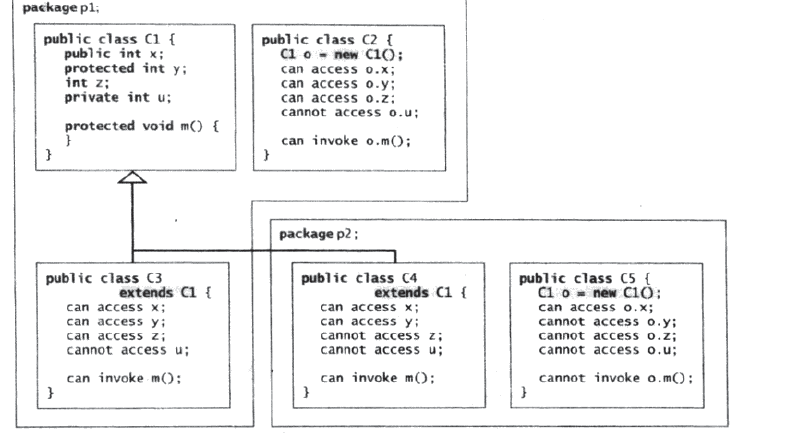 package p1;
public class C1 {
public int x;
protected int y;
int z;
private int u;
protected void m() {
}
}
public class C2 {
C1 o = new C1();
can access o.x;
can access o.y;
can access o.z;
cannot access o.u;
can invoke o.m();
}
public class C3
extends C1 {
can access x;
can access y;
can access z;
cannot access u;
can invoke m();
}
package p2;
public class C4
extends C1 {
can access x;
can access y;
cannot access z;
cannot access u;
can invoke m();
}
public class C5 {
C1 o = new C1();
can access o.x;
cannot access o.y;
cannot access o.z;
cannot access o.u;
cannot invoke o.m();
}